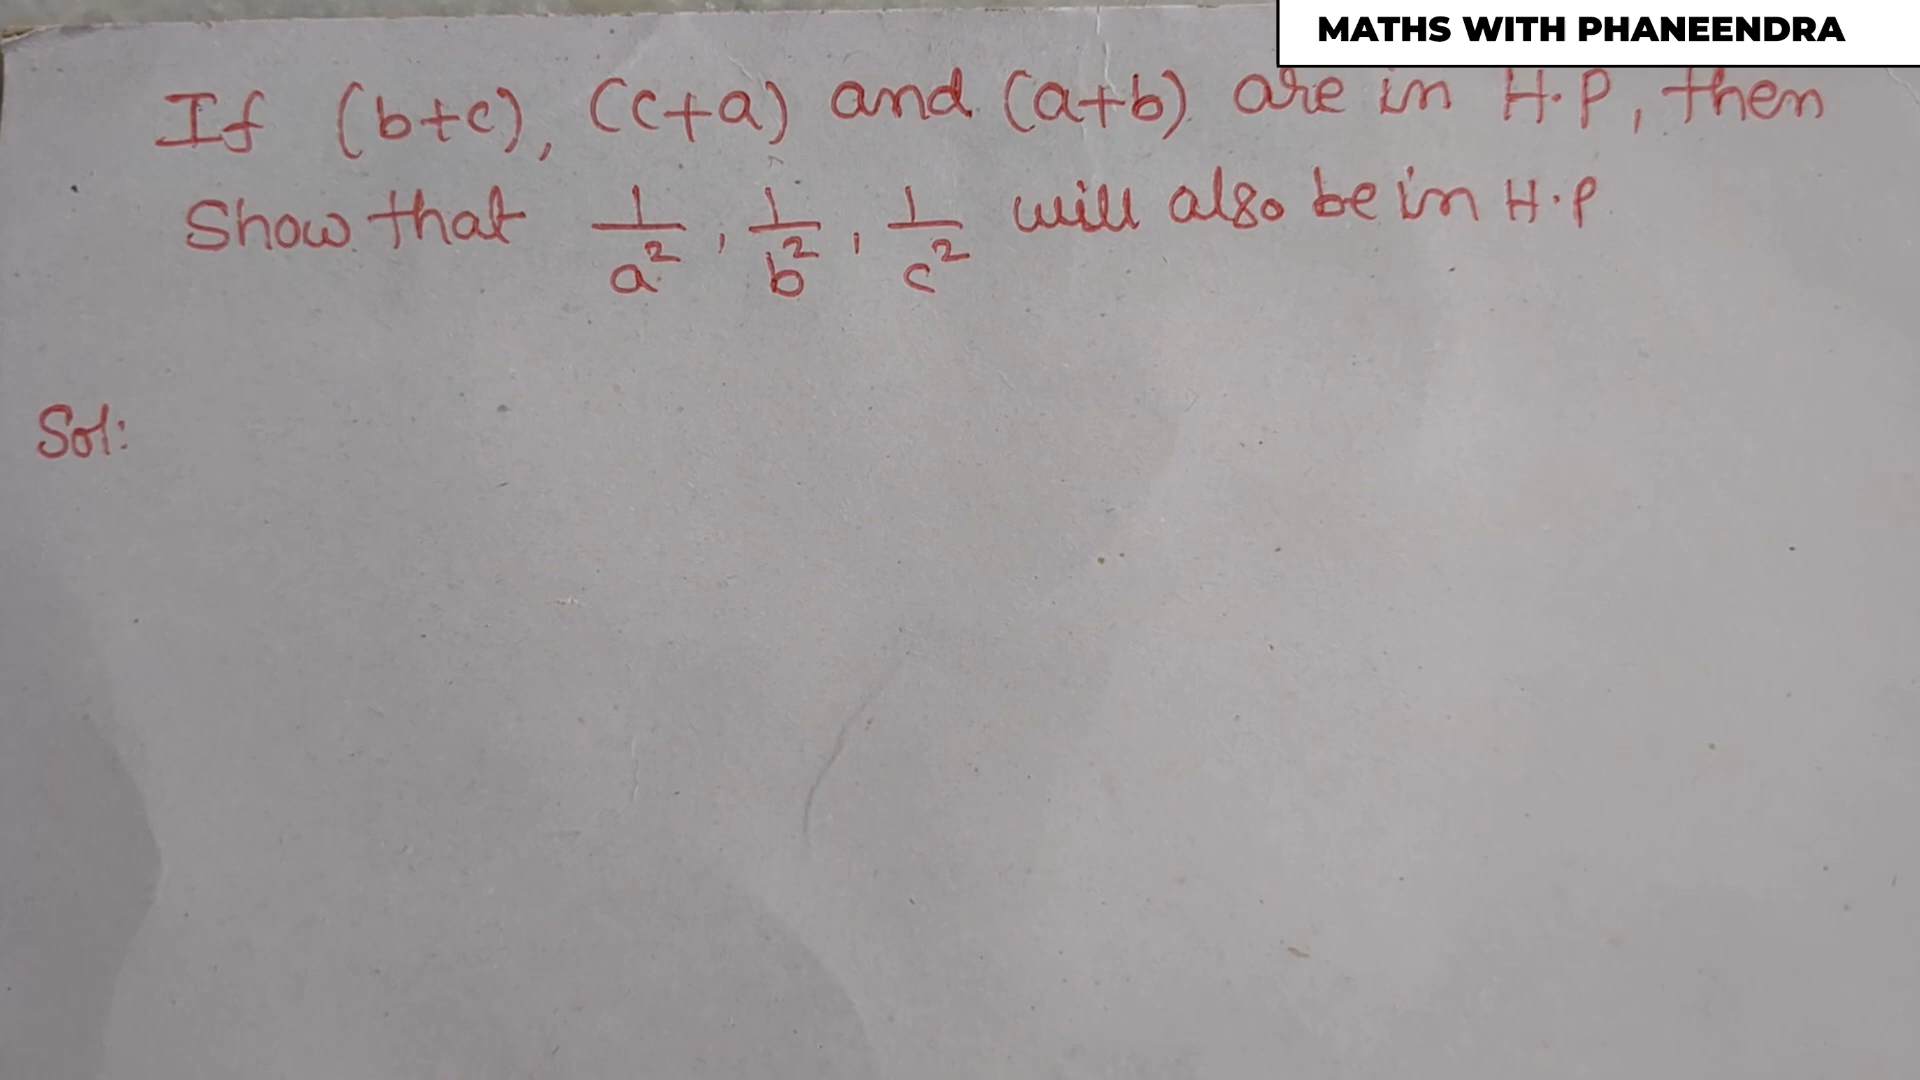 MATHS WITH PHANEENDRA
If (b+c), (c+a) and (a+b) are in H.P, then
Show that 1/a², 1/b², 1/c² will also be in H.P
Sol: